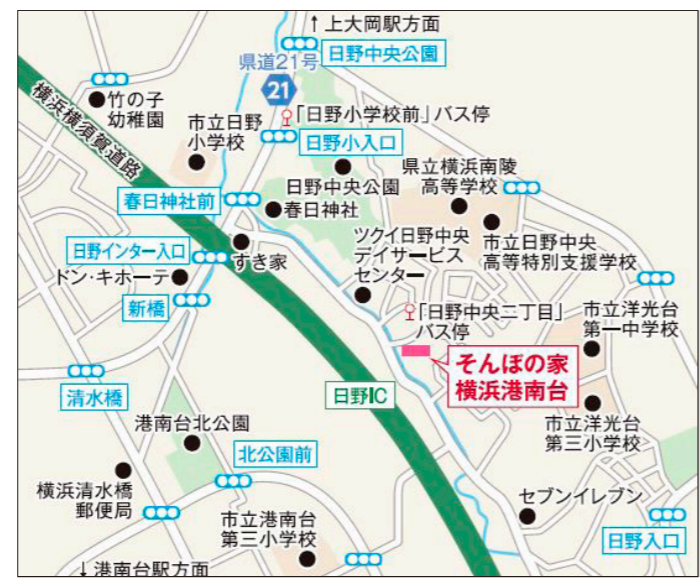 ↑上大岡駅方面
日野中央公園
県道21号
21
竹の子
幼稚園
横浜横須賀道路
市立日野
小学校
「日野小学校前」バス停
日野小入口
日野中央公園
県立横浜南陵
高等学校
春日神社前
春日神社
市立日野中央
高等特別支援学校
日野インター入口
すき家
ツクイ日野中央
デイサービス
センター
ドン・キホーテ
新橋
「日野中央二丁目」
バス停
市立洋光台
第一中学校
そんぽの家
横浜港南台
清水橋
日野IC
市立洋光台
第三小学校
港南台北公園
北公園前
横浜清水橋
郵便局
セブンイレブン
市立港南台
第三小学校
日野入口
↓港南台駅方面